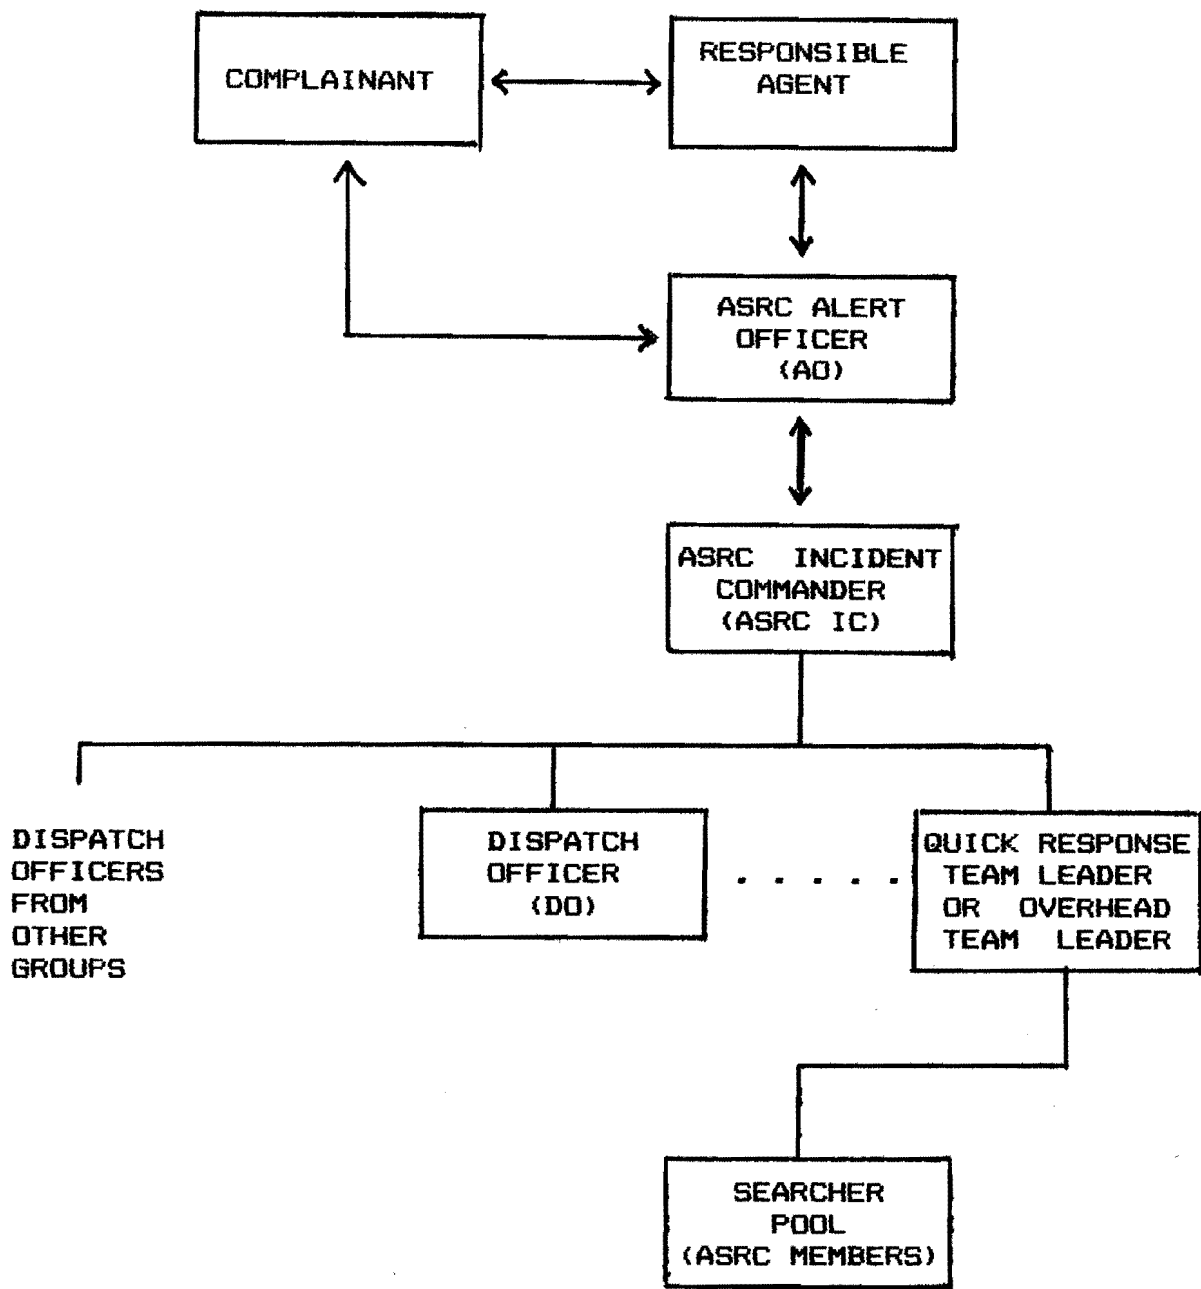 COMPLAINANT
RESPONSIBLE
AGENT
ASRC ALERT
OFFICER
(AO)
ASRC INCIDENT
COMMANDER
(ASRC IC)
DISPATCH
OFFICERS
FROM
OTHER
GROUPS
DISPATCH
OFFICER
(DO)
. . . . .
QUICK RESPONSE
TEAM LEADER
OR OVERHEAD
TEAM LEADER
SEARCHER
POOL
(ASRC MEMBERS)